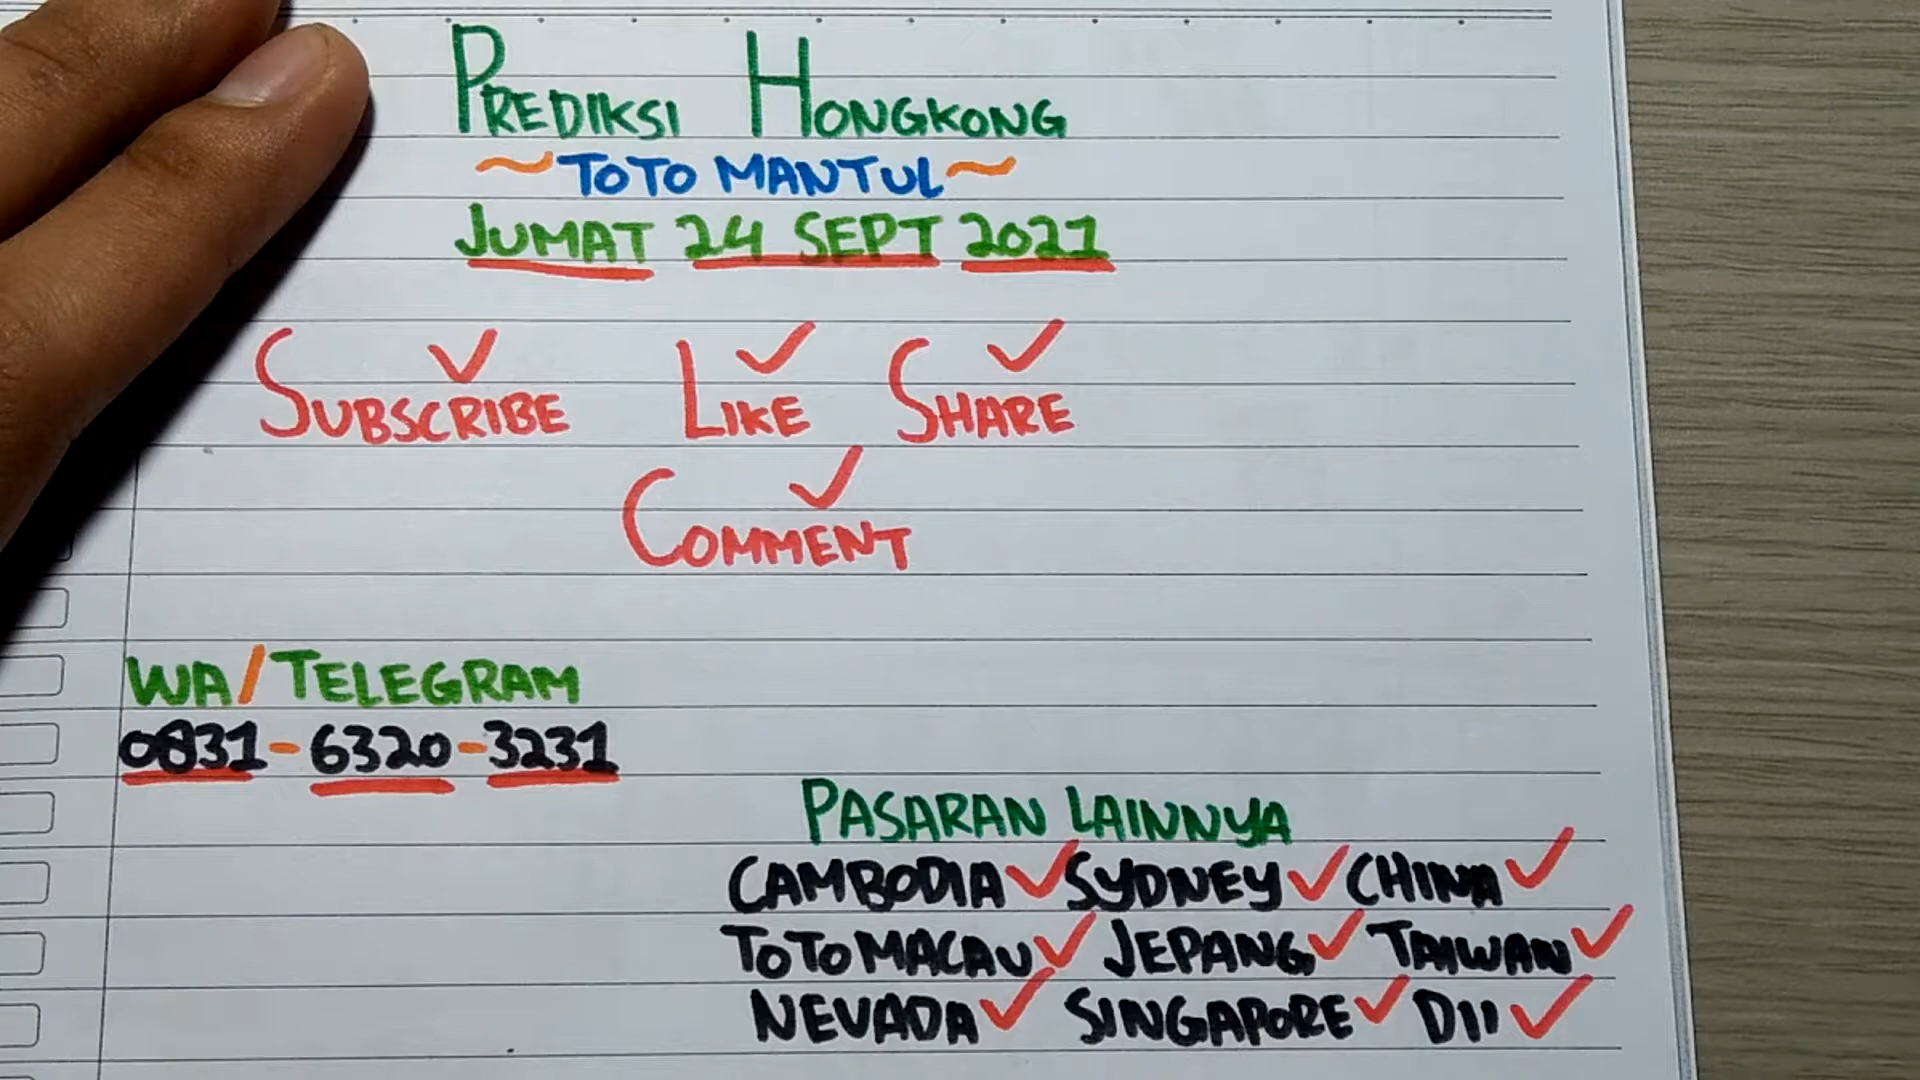 PREDIKSI HONGKONG
~TOTO MANTUL~
JUMAT 24 SEPT 2021
SUBSCRIBE LIKE SHARE
COMMENT
WA/TELEGRAM
0831-6320-3231
PASARAN LAINNYA
CAMBODIA✓SYDNEY✓CHINA✓
TOTOMACAU✓JEPANG✓TAIWAN✓
NEVADA✓SINGAPORE✓Dll✓